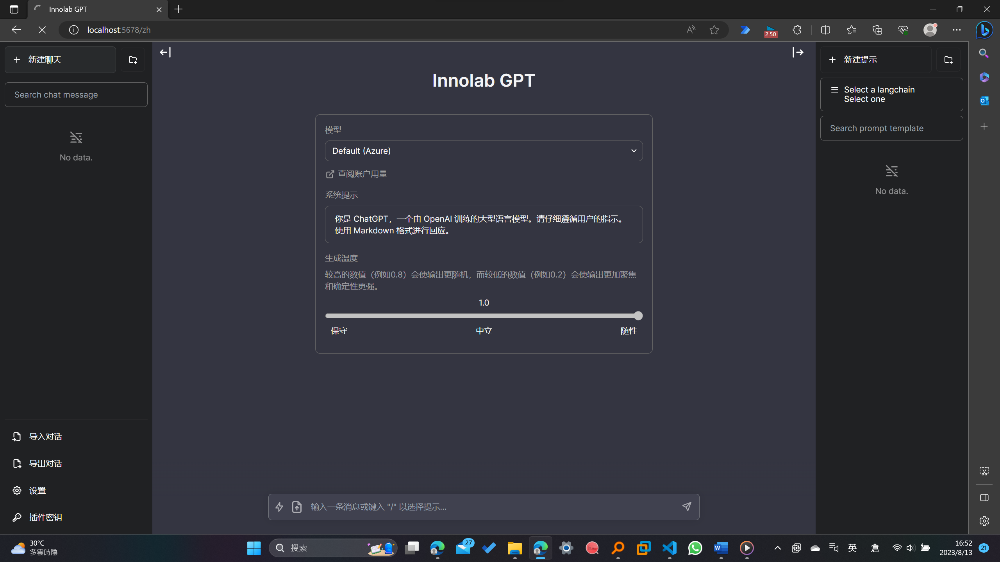 Innolab GPT
localhost:5678/zh
2.50
新建聊天
Search chat message
No data.
导入对话
导出对话
设置
插件密钥
Innolab GPT
模型
Default (Azure)
查阅账户用量
系统提示
你是 ChatGPT，一个由 OpenAI 训练的大型语言模型。请仔细遵循用户的指示。
使用 Markdown 格式进行回应。
生成温度
较高的数值（例如0.8）会使输出更随机，而较低的数值（例如0.2）会使输出更加聚焦
和确定性更强。
1.0
保守 中立 随性
输入一条消息或键入 "/" 以选择提示...
新建提示
Select a langchain
Select one
Search prompt template
No data.
30°C
多雲時陰
搜索
27
英
倉
16:52
2023/8/13
21